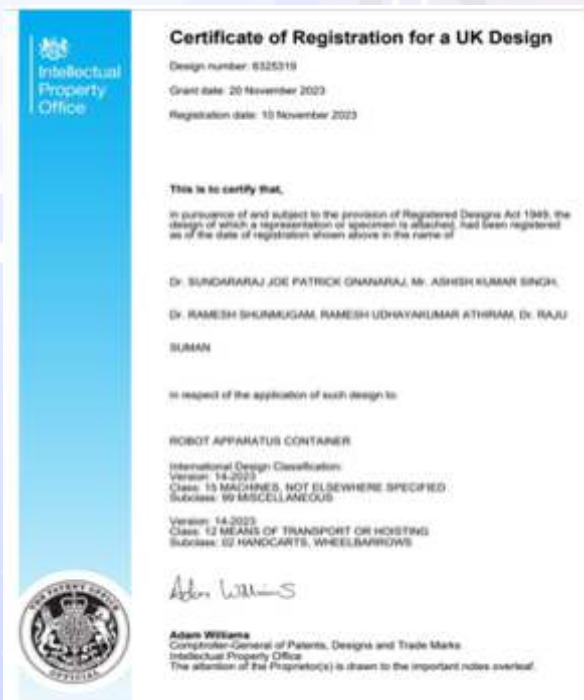 Intellectual
Property
Office
Certificate of Registration for a UK Design
Design number: 6325319
Grant date: 20 November 2023
Registration date: 10 November 2023
This is to certify that,
in pursuance of and subject to the provision of Registered Designs Act 1949, the
design of which a representation or specimen is attached, had been registered
as of the date of registration shown above in the name of
Dr. SUNDARARAJ JOE PATRICK GNANARAJ, Mr. ASHISH KUMAR SINGH,
Dr. RAMESH SHUNMUGAM, RAMESH UDHAYAKUMAR ATHIRAM, Dr. RAJU
SUMAN
in respect of the application of such design to:
ROBOT APPARATUS CONTAINER
International Design Classification:
Version: 14-2023
Class: 15 MACHINES, NOT ELSEWHERE SPECIFIED
Subclass: 99 MISCELLANEOUS
Version: 14-2023
Class: 12 MEANS OF TRANSPORT OR HOISTING
Subclass: 02 HANDCARTS, WHEELBARROWS
Adam Williams
Adam Williams
Comptroller-General of Patents, Designs and Trade Marks
Intellectual Property Office
The attention of the Proprietor(s) is drawn to the important notes overleaf.
THE PATENT OFFICE
OFFICIAL